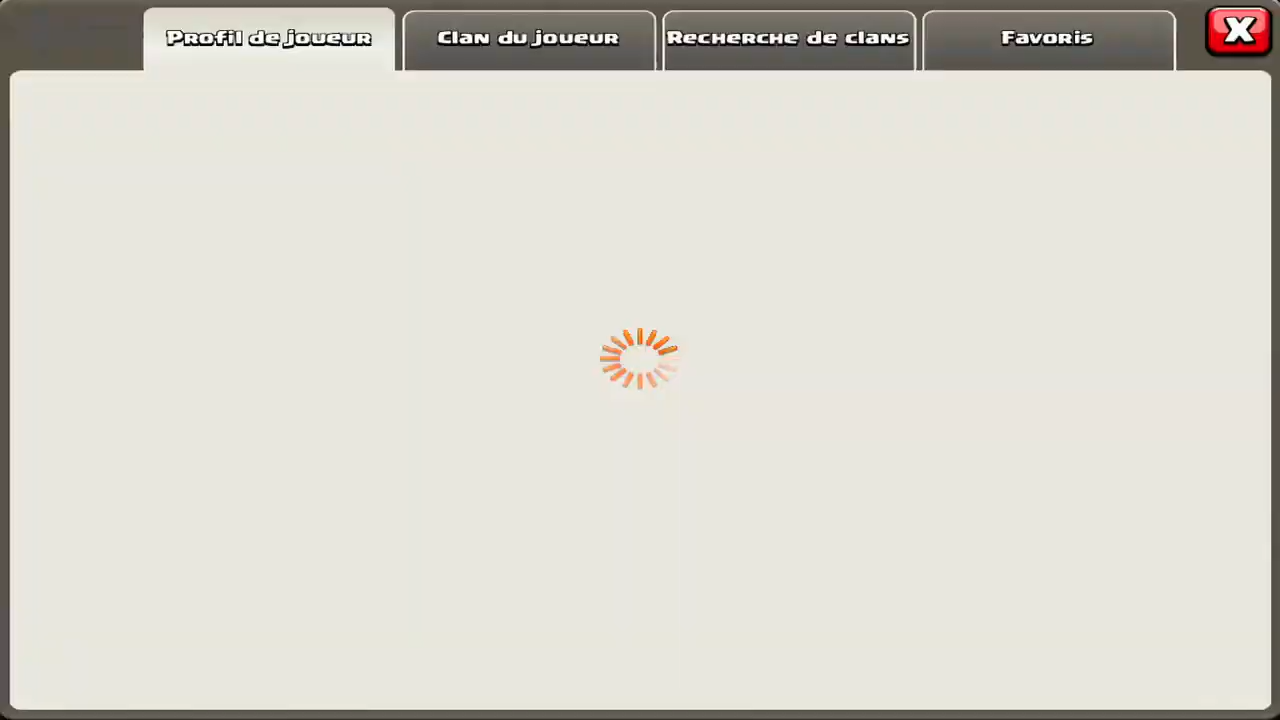 Profil de joueur
Clan du joueur
Recherche de clans
Favoris
X